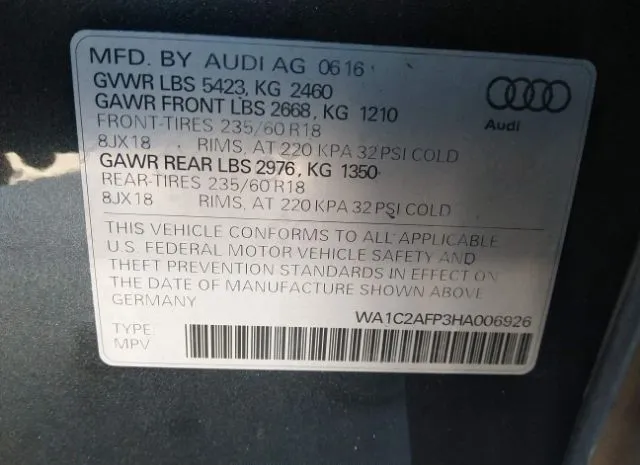 MFD. BY AUDI AG 0616
GVWR LBS 5423, KG 2460
GAWR FRONT LBS 2668, KG 1210
FRONT-TIRES 235/60 R18
8JX18 RIMS, AT 220 KPA 32 PSI COLD
GAWR REAR LBS 2976, KG 1350
REAR-TIRES 235/60 R18
8JX18 RIMS, AT 220 KPA 32 PSI COLD
Audi
THIS VEHICLE CONFORMS TO ALL APPLICABLE
U.S. FEDERAL MOTOR VEHICLE SAFETY AND
THEFT PREVENTION STANDARDS IN EFFECT ON
THE DATE OF MANUFACTURE SHOWN ABOVE
GERMANY
WA1C2AFP3HA006926
TYPE:
MPV